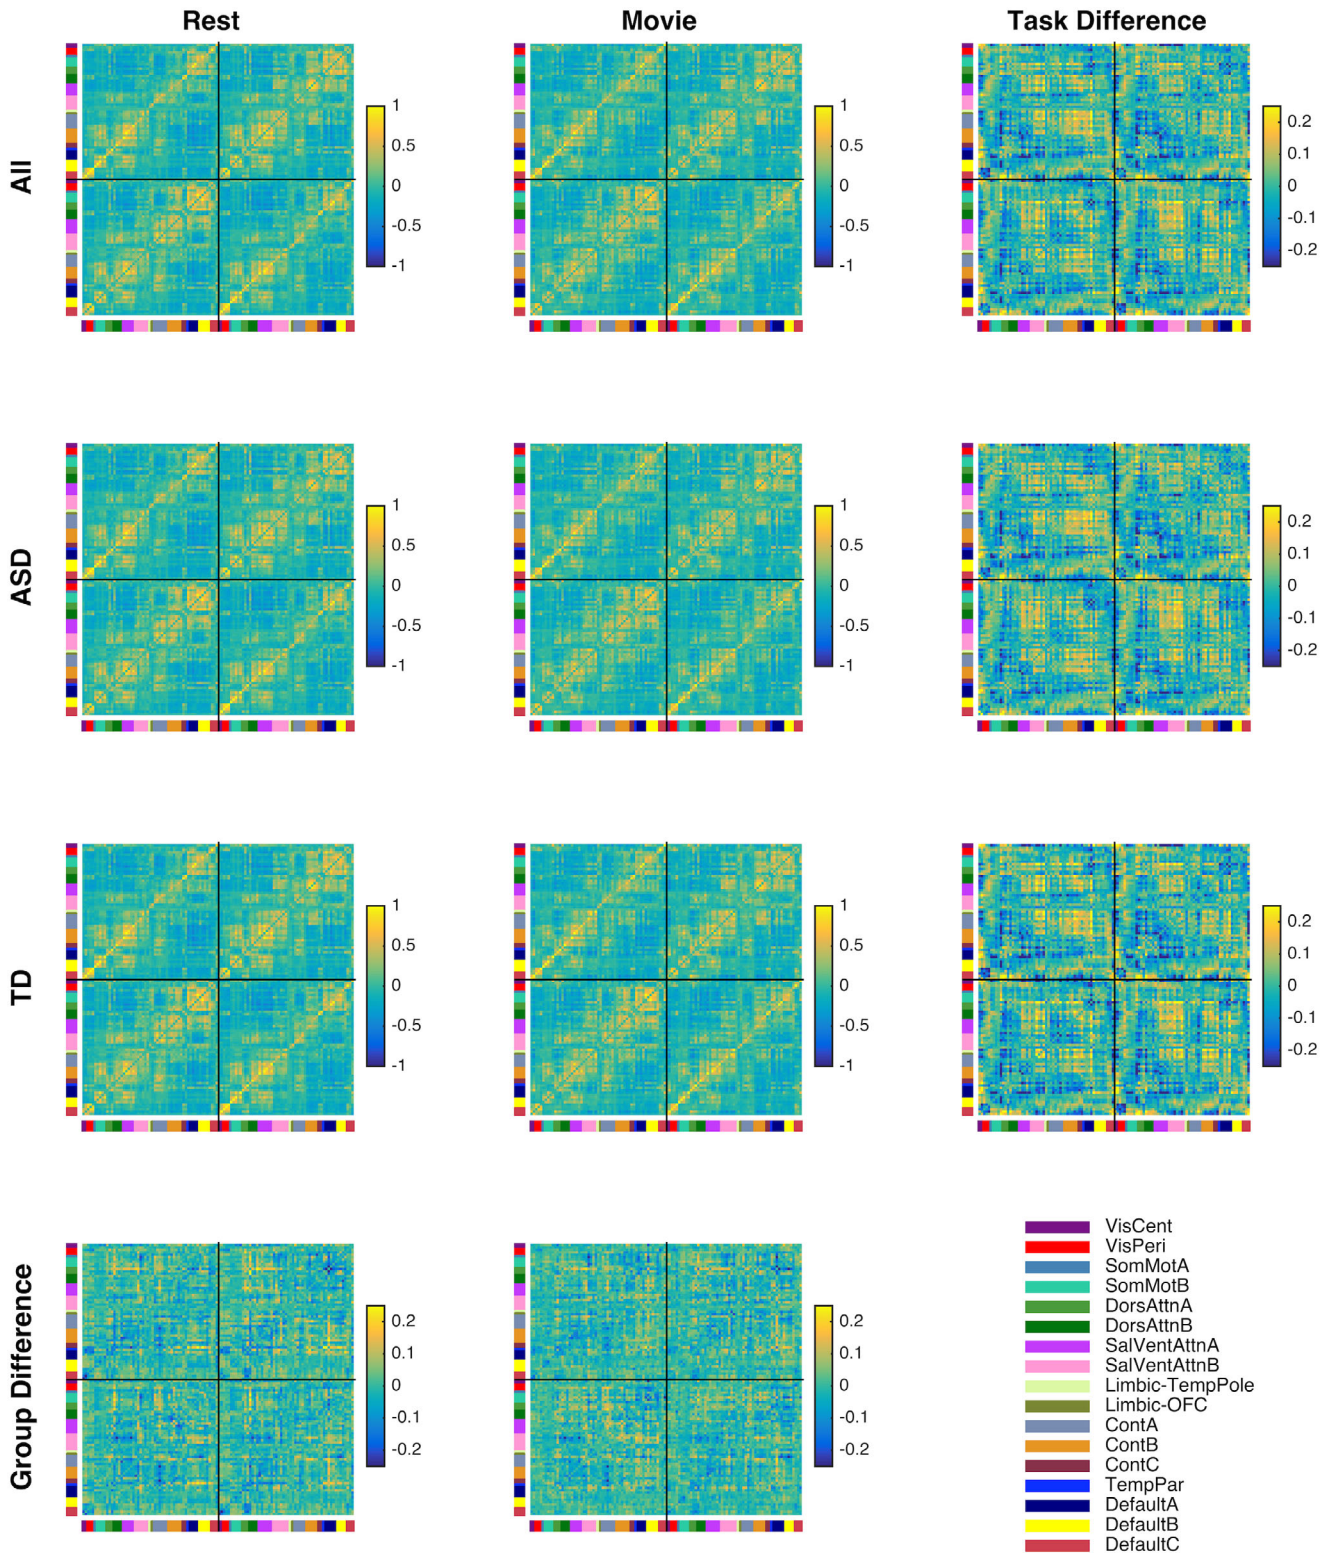 Rest Movie Task Difference
All
1
0.5
0
-0.5
-1
1
0.5
0
-0.5
-1
0.2
0.1
0
-0.1
-0.2
ASD
1
0.5
0
-0.5
-1
1
0.5
0
-0.5
-1
0.2
0.1
0
-0.1
-0.2
TD
1
0.5
0
-0.5
-1
1
0.5
0
-0.5
-1
0.2
0.1
0
-0.1
-0.2
Group Difference
0.2
0.1
0
-0.1
-0.2
0.2
0.1
0
-0.1
-0.2
VisCent
VisPeri
SomMotA
SomMotB
DorsAttnA
DorsAttnB
SalVentAttnA
SalVentAttnB
Limbic-TempPole
Limbic-OFC
ContA
ContB
ContC
TempPar
DefaultA
DefaultB
DefaultC